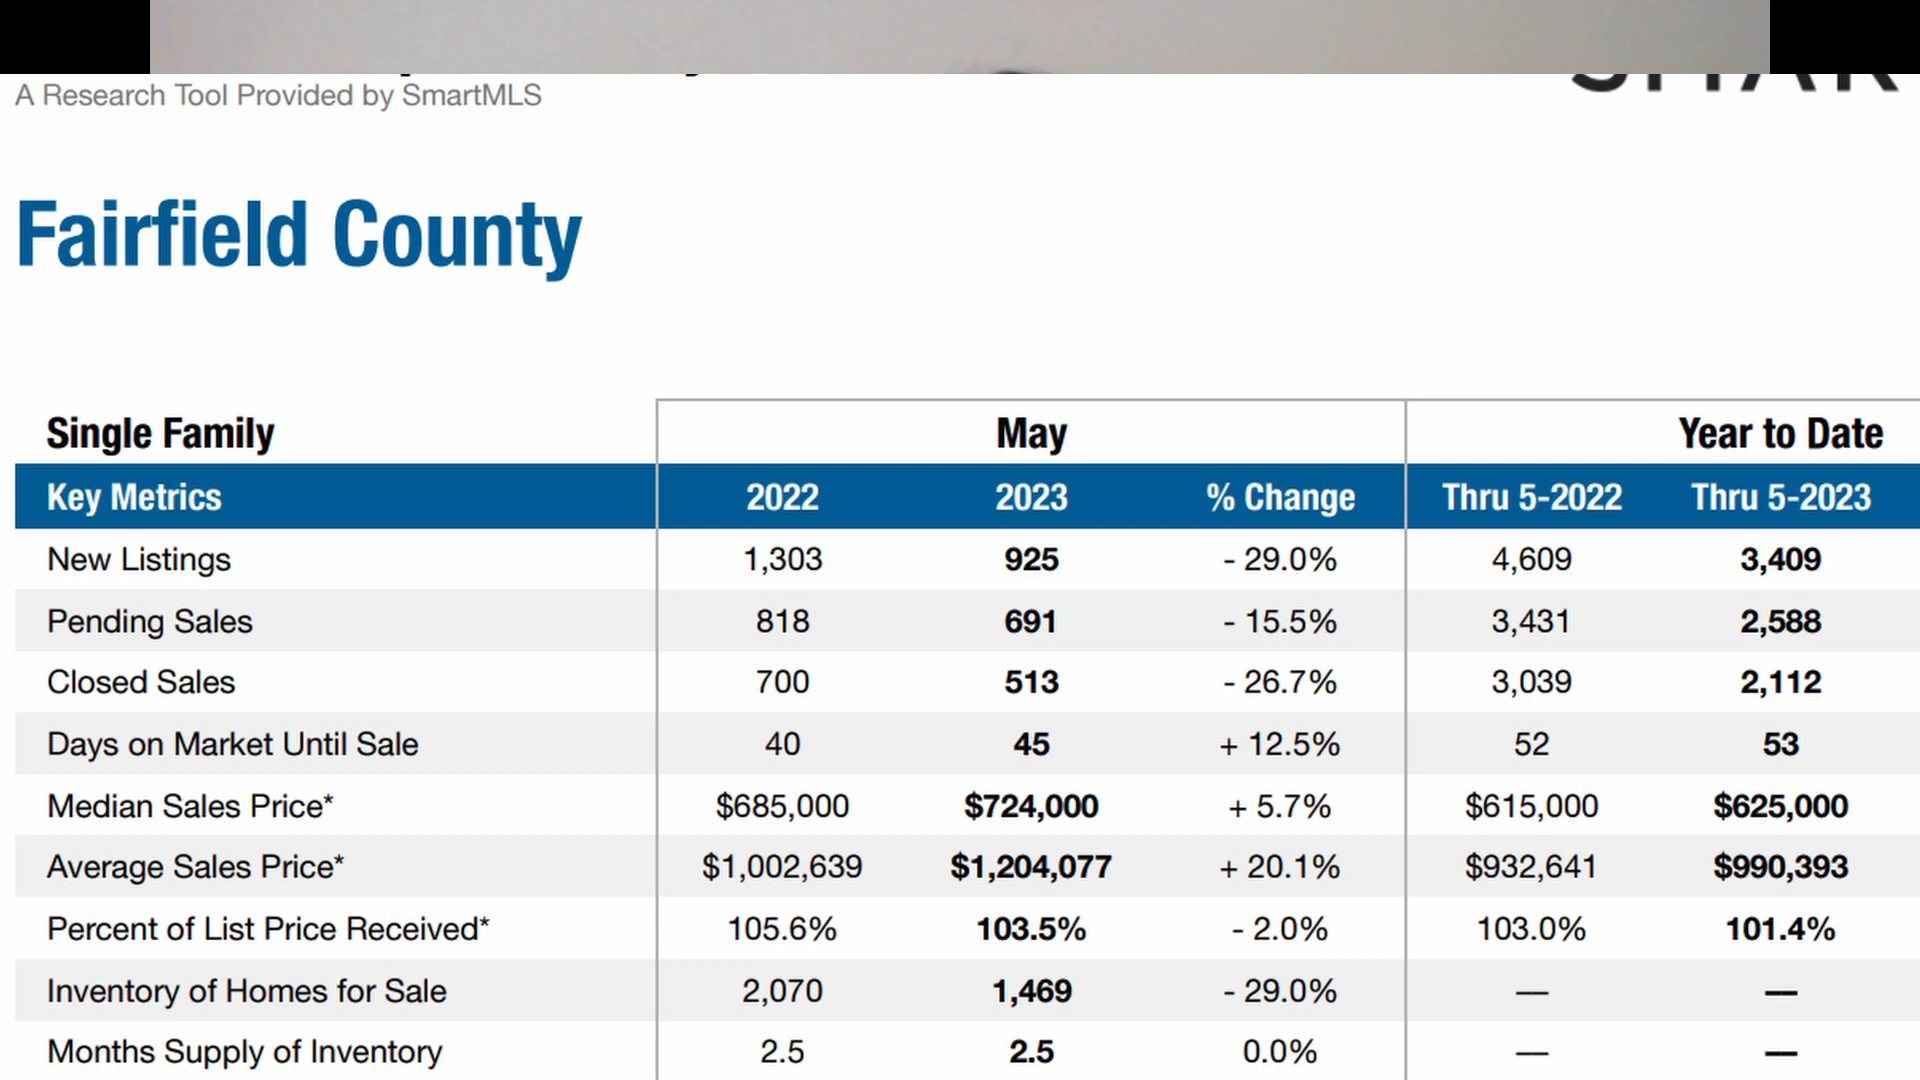 A Research Tool Provided by SmartMLS
Fairfield County
Single Family May Year to Date
Key Metrics 2022 2023 % Change Thru 5-2022 Thru 5-2023
New Listings 1,303 925 - 29.0% 4,609 3,409
Pending Sales 818 691 - 15.5% 3,431 2,588
Closed Sales 700 513 - 26.7% 3,039 2,112
Days on Market Until Sale 40 45 + 12.5% 52 53
Median Sales Price* $685,000 $724,000 + 5.7% $615,000 $625,000
Average Sales Price* $1,002,639 $1,204,077 + 20.1% $932,641 $990,393
Percent of List Price Received* 105.6% 103.5% - 2.0% 103.0% 101.4%
Inventory of Homes for Sale 2,070 1,469 - 29.0% — —
Months Supply of Inventory 2.5 2.5 0.0% — —